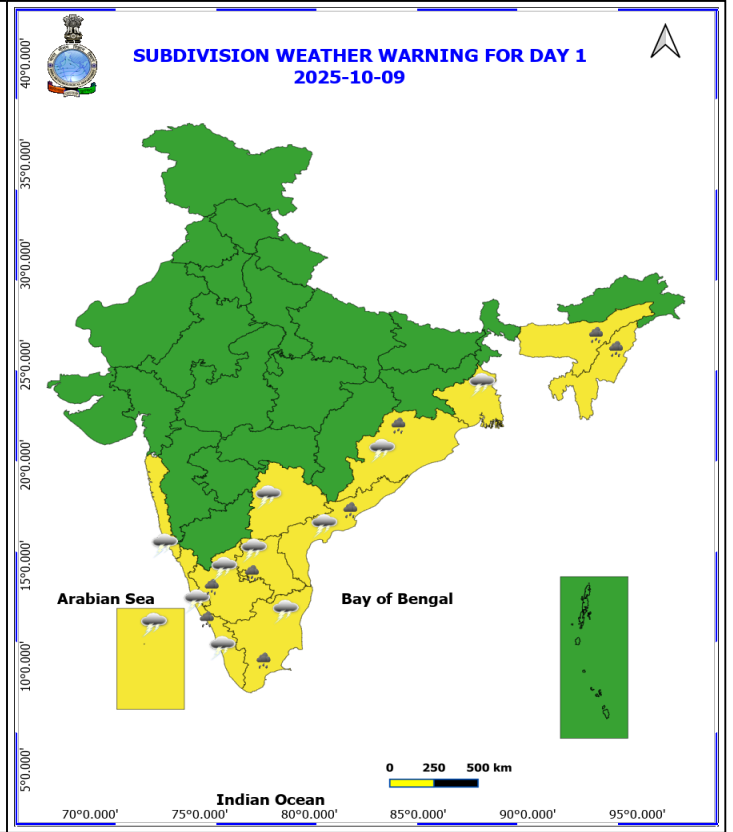 SUBDIVISION WEATHER WARNING FOR DAY 1
2025-10-09
40°0.000'
35°0.000'
30°0.000'
25°0.000'
20°0.000'
15°0.000'
10°0.000'
5°0.000'
Arabian Sea
Bay of Bengal
0 250 500 km
Indian Ocean
70°0.000' 75°0.000' 80°0.000' 85°0.000' 90°0.000' 95°0.000'